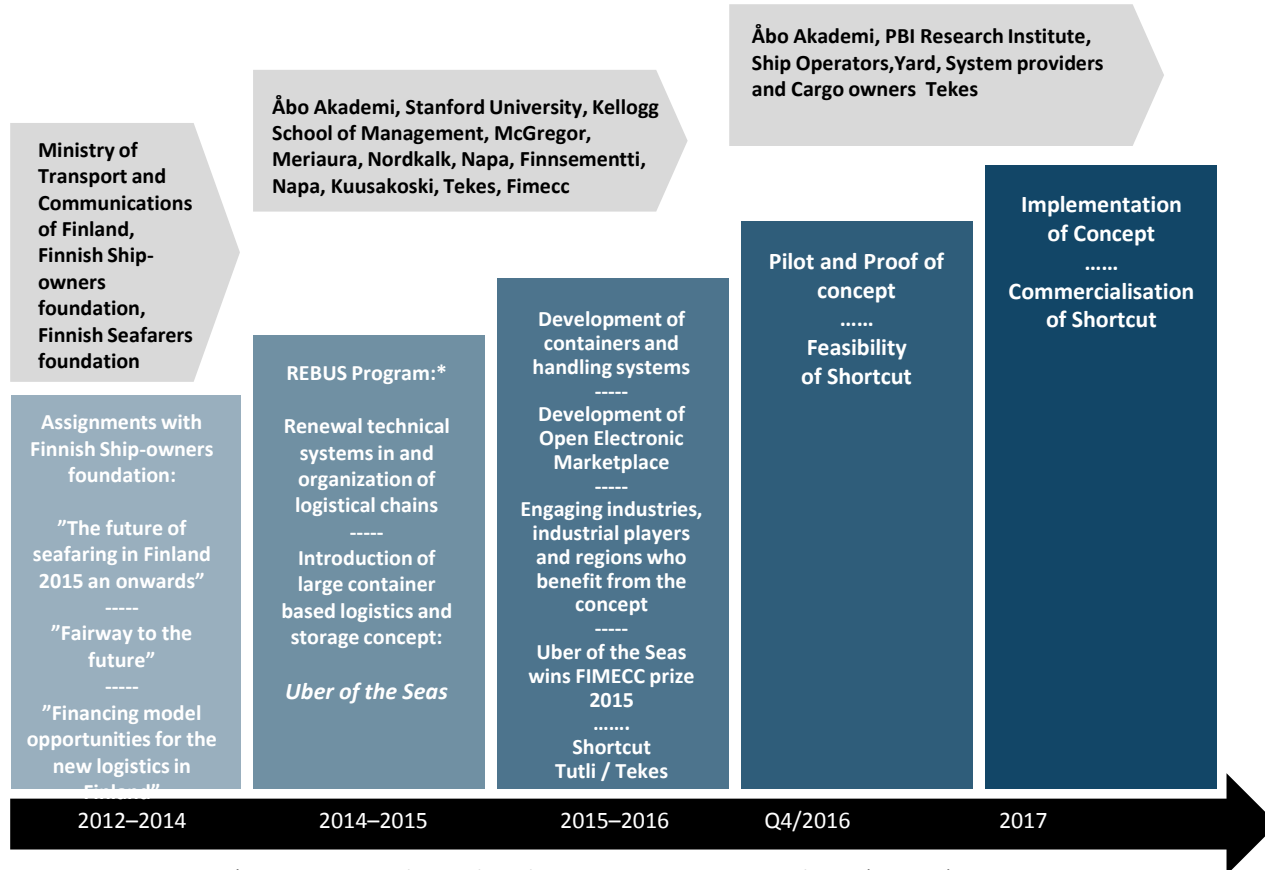 Ministry of
Transport and
Communications
of Finland,
Finnish Ship-
owners
foundation,
Finnish Seafarers
foundation
Åbo Akademi, Stanford University, Kellogg
School of Management, McGregor,
Meriaura, Nordkalk, Napa, Finnsementti,
Napa, Kuusakoski, Tekes, Fimecc
Åbo Akademi, PBI Research Institute,
Ship Operators,Yard, System providers
and Cargo owners Tekes
Assignments with
Finnish Ship-owners
foundation:
”The future of
seafaring in Finland
2015 an onwards”
-----
”Fairway to the
future”
-----
”Financing model
opportunities for the
new logistics in
Finland”
REBUS Program:*
Renewal technical
systems in and
organization of
logistical chains
-----
Introduction of
large container
based logistics and
storage concept:
Uber of the Seas
Development of
containers and
handling systems
-----
Development of
Open Electronic
Marketplace
-----
Engaging industries,
industrial players
and regions who
benefit from the
concept
-----
Uber of the Seas
wins FIMECC prize
2015
…....
Shortcut
Tutli / Tekes
Pilot and Proof of
concept
……
Feasibility
of Shortcut
Implementation
of Concept
……
Commercialisation
of Shortcut
2012–2014
2014–2015
2015–2016
Q4/2016
2017